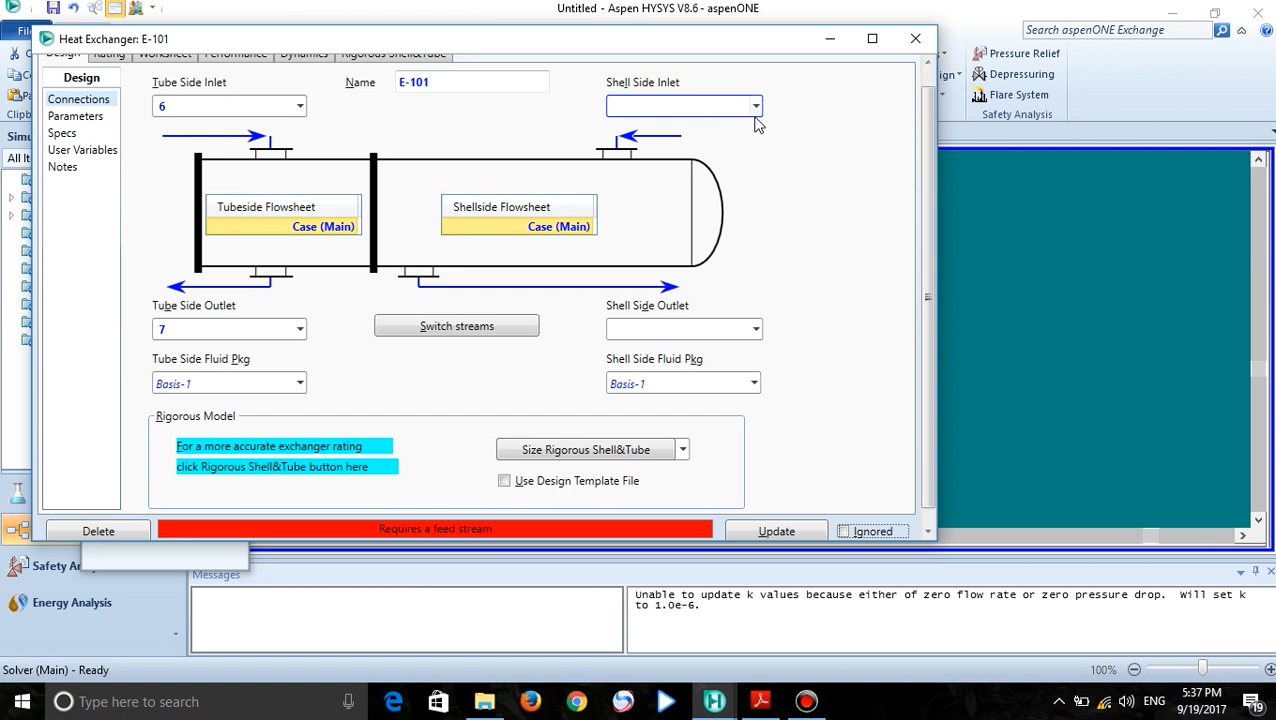 Untitled - Aspen HYSYS V8.6 - aspenONE
Search aspenONE Exchange
Pressure Relief
Depressuring
Flare System
Safety Analysis
Heat Exchanger: E-101
Design
Rating
Worksheet
Performance
Dynamics
Rigorous Shell&Tube
Design
Connections
Parameters
Specs
User Variables
Notes
Tube Side Inlet
Name
E-101
Shell Side Inlet
6
Tubeside Flowsheet
Case (Main)
Shellside Flowsheet
Case (Main)
Tube Side Outlet
Shell Side Outlet
7
Switch streams
Tube Side Fluid Pkg
Shell Side Fluid Pkg
Basis-1
Basis-1
Rigorous Model
For a more accurate exchanger rating
click Rigorous Shell&Tube button here
Size Rigorous Shell&Tube
Use Design Template File
Delete
Requires a feed stream
Update
Ignored
Energy Analysis
Messages
Unable to update k values because either of zero flow rate or zero pressure drop. Will set k
to 1.0e-6.
Solver (Main) - Ready
100%
Type here to search
ENG
5:37 PM
9/19/2017
19